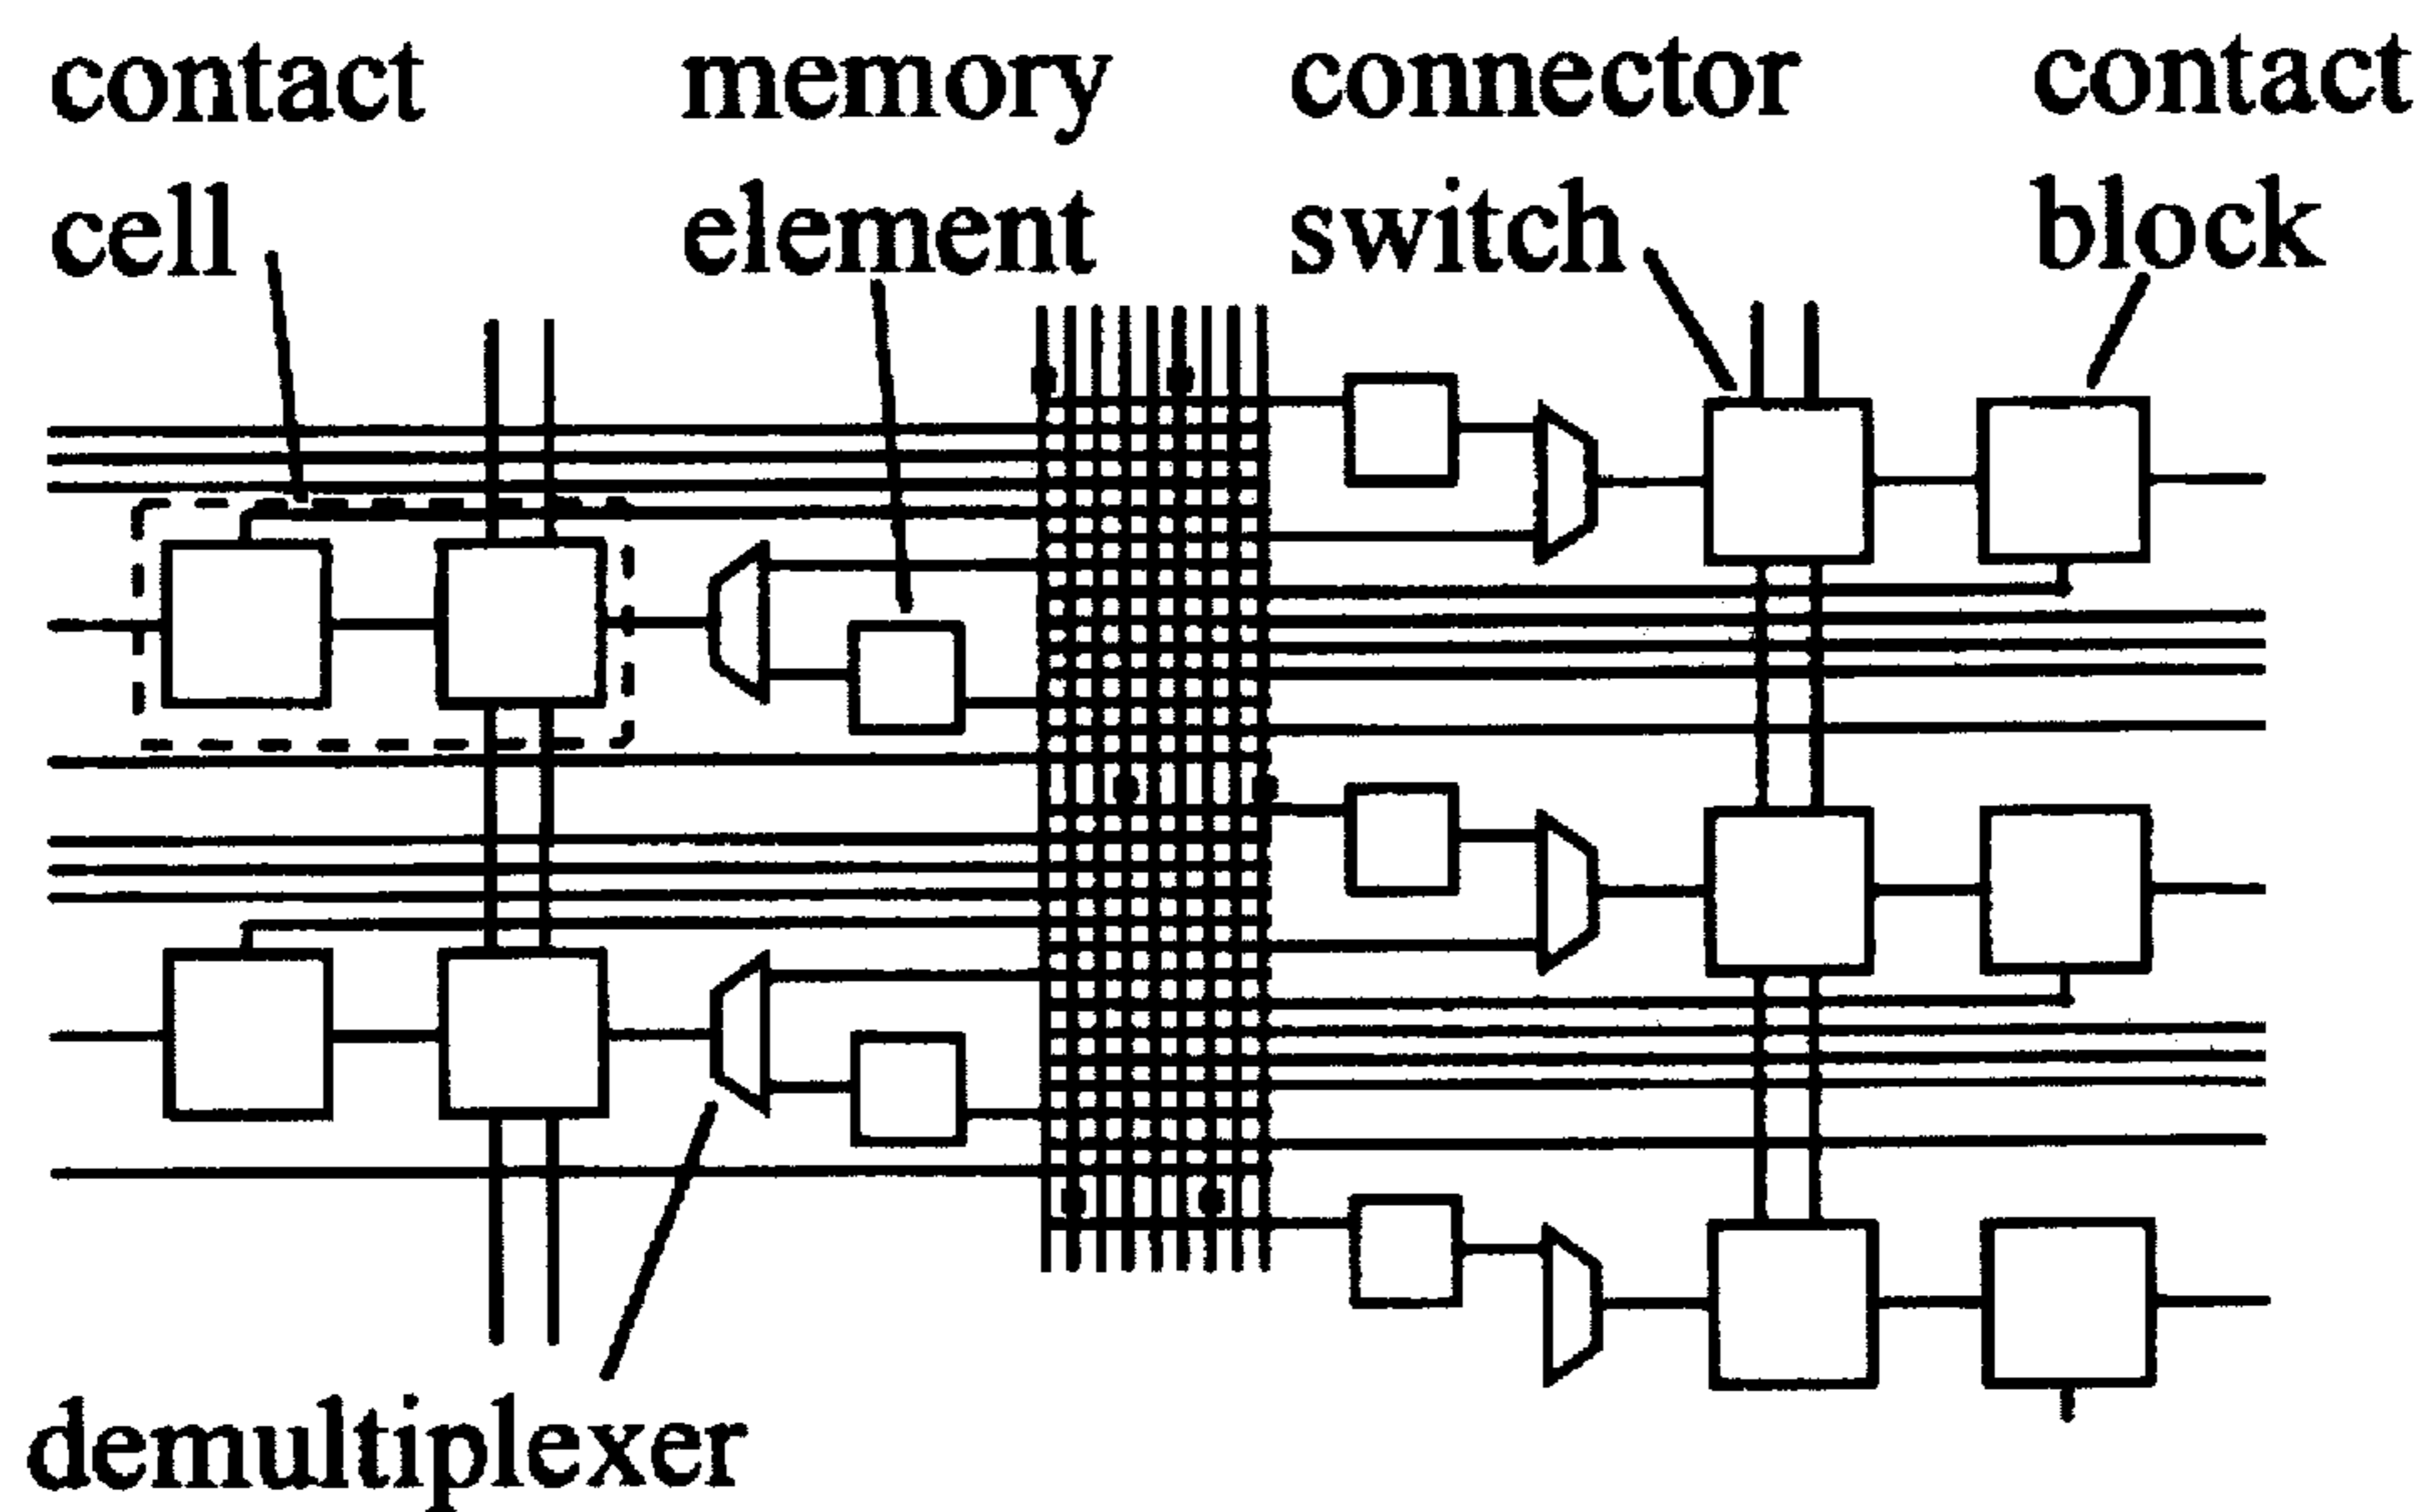 contact memory connector contact
cell element switch block
demultiplexer